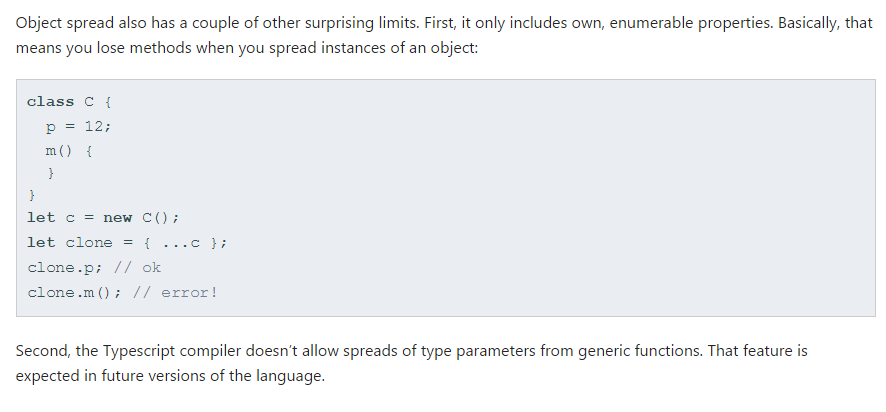 Object spread also has a couple of other surprising limits. First, it only includes own, enumerable properties. Basically, that
means you lose methods when you spread instances of an object:
class C {
  p = 12;
  m() {
  }
}
let c = new C();
let clone = { ...c };
clone.p; // ok
clone.m(); // error!
Second, the Typescript compiler doesn’t allow spreads of type parameters from generic functions. That feature is
expected in future versions of the language.